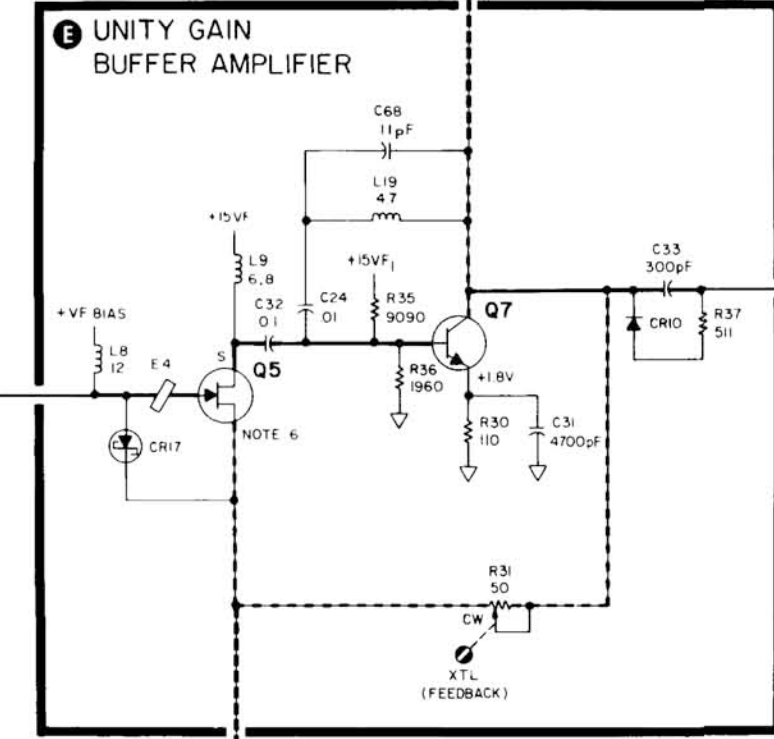 E UNITY GAIN
BUFFER AMPLIFIER
C68
11pF
L19
4.7
+15VF
L9
6.8
+15VF1
C33
300pF
C32
.01
C24
.01
R35
9090
Q7
+VF BIAS
L8
12
E4
S
Q5
R36
1960
+1.8V
CR10
R37
511
NOTE 6
CR17
R30
110
C31
4700pF
R31
50
CW
XTL
(FEEDBACK)